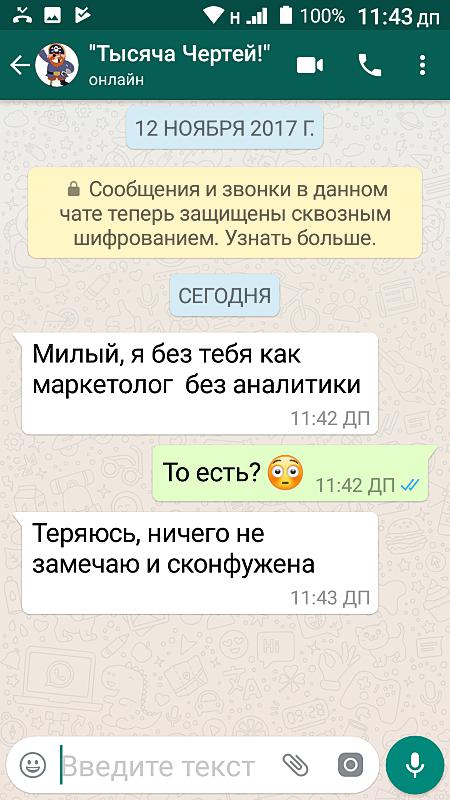 Н 100% 11:43 дп
"Тысяча Чертей!"
онлайн
12 НОЯБРЯ 2017 Г.
Сообщения и звонки в данном
чате теперь защищены сквозным
шифрованием. Узнать больше.
СЕГОДНЯ
Милый, я без тебя как
маркетолог без аналитики
11:42 ДП
То есть? 😳 11:42 ДП
Теряюсь, ничего не
замечаю и сконфужена
11:43 ДП
Введите текст